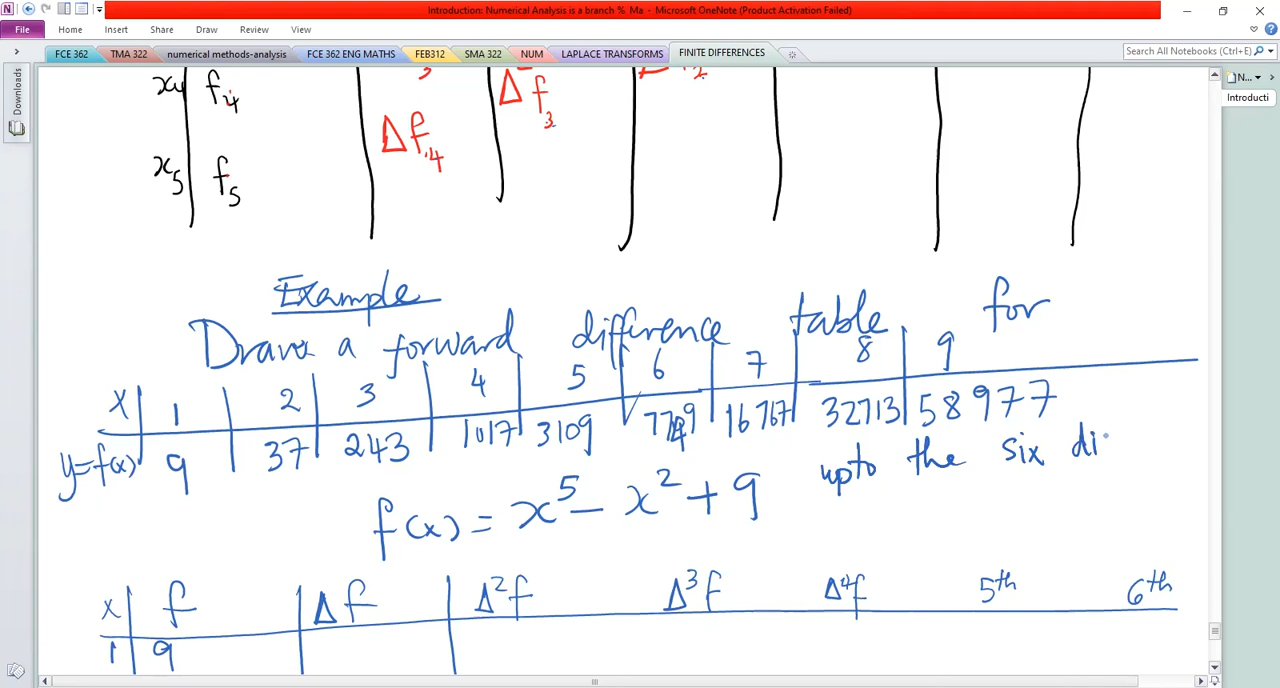 Introduction: Numerical Analysis is a branch % Ma - Microsoft OneNote (Product Activation Failed)
File Home Insert Share Draw Review View
FCE 362 TMA 322 numerical methods-analysis FCE 362 ENG MATHS FEB312 SMA 322 NUM LAPLACE TRANSFORMS FINITE DIFFERENCES Search All Notebooks (Ctrl+E)
Downloads
N...
Introducti
x4 f4 Δf3
Δf4
x5 f5
Example
Draw a forward difference table for
x 1 2 3 4 5 6 7 8 9
y=f(x) 9 37 243 1017 3109 16767 32713 58977
upto the six di
f(x) = x^5 - x^2 + 9
x f Δf Δ²f Δ³f Δ⁴f 5th 6th
1 9